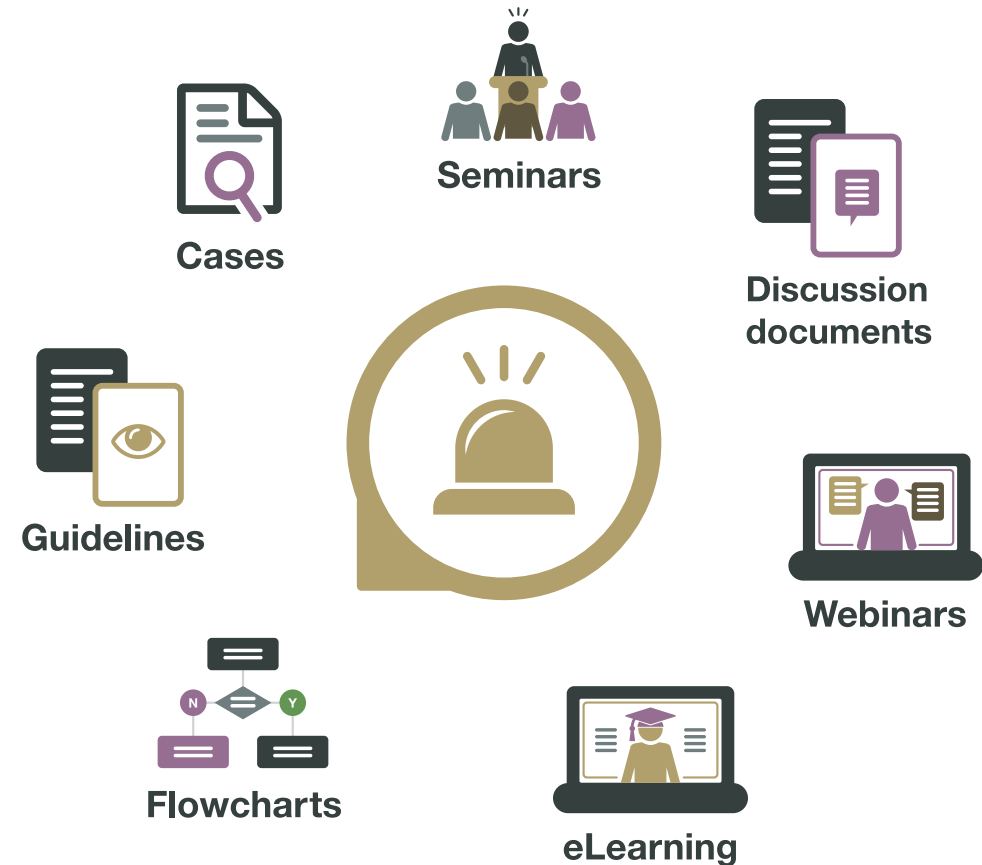 Seminars
Cases
Discussion
documents
Guidelines
Webinars
N
Y
Flowcharts
eLearning